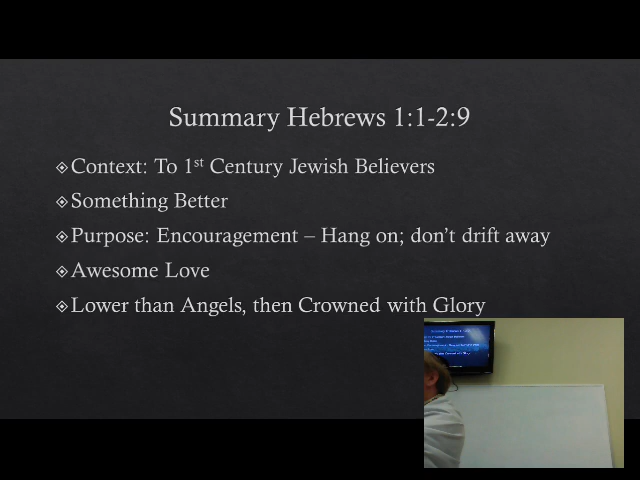 Summary Hebrews 1:1-2:9
Context: To 1st Century Jewish Believers
Something Better
Purpose: Encouragement – Hang on; don't drift away
Awesome Love
Lower than Angels, then Crowned with Glory